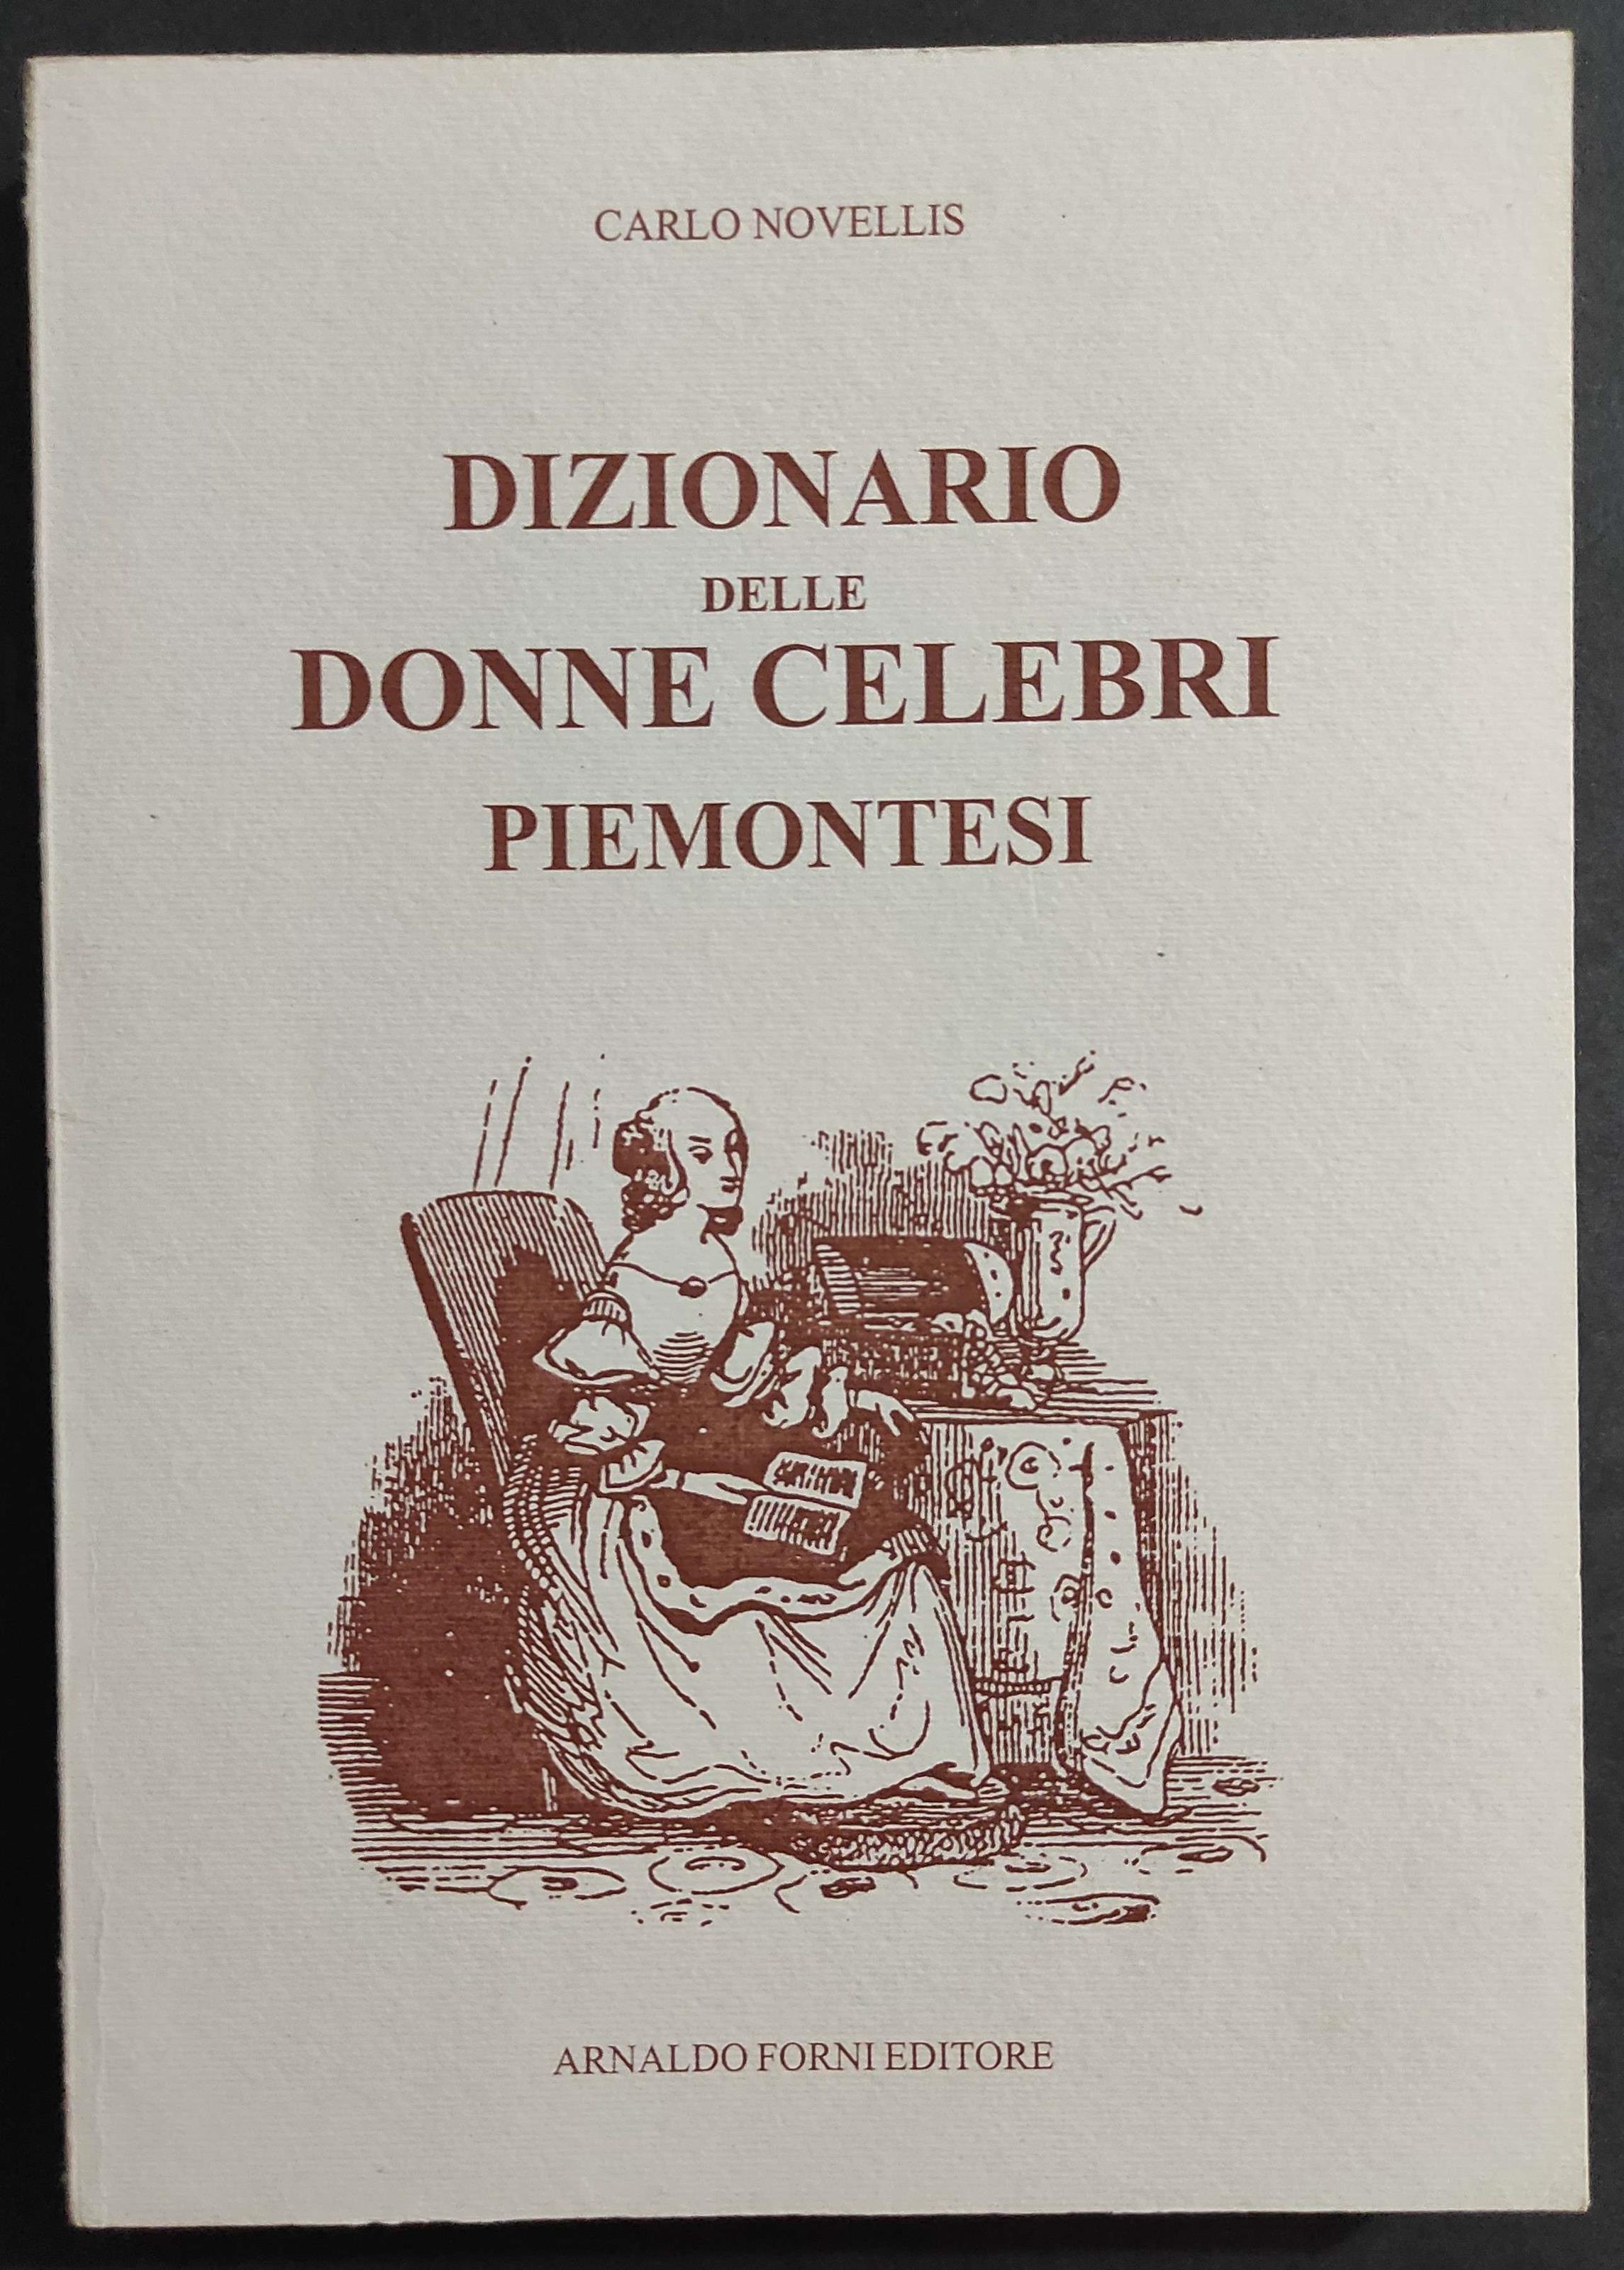 CARLO NOVELLIS
DIZIONARIO
DELLE
DONNE CELEBRI
PIEMONTESI
ARNALDO FORNI EDITORE